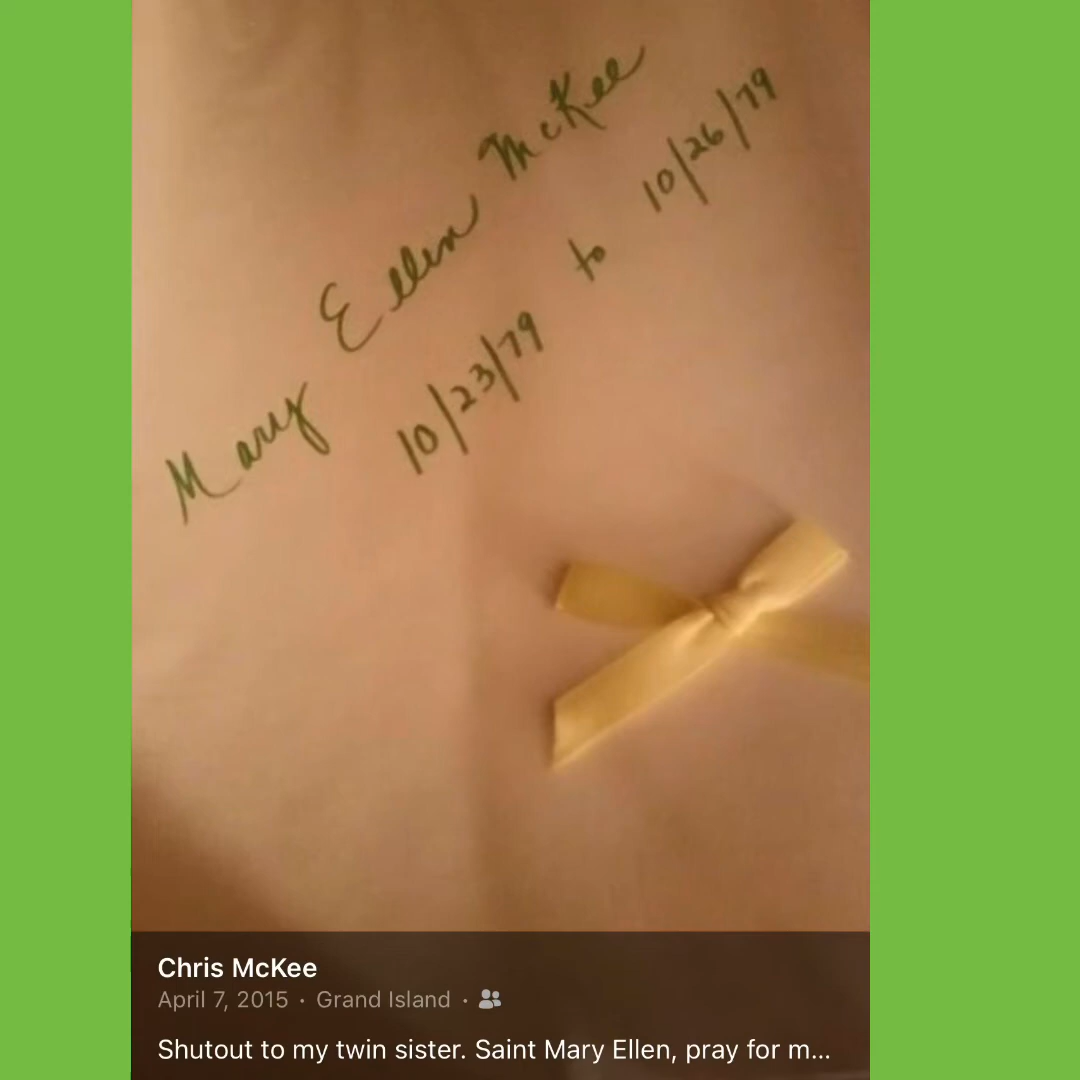 Mary Ellen McKee
10/23/79 to 10/26/79
Chris McKee
April 7, 2015 · Grand Island ·
Shutout to my twin sister. Saint Mary Ellen, pray for m...